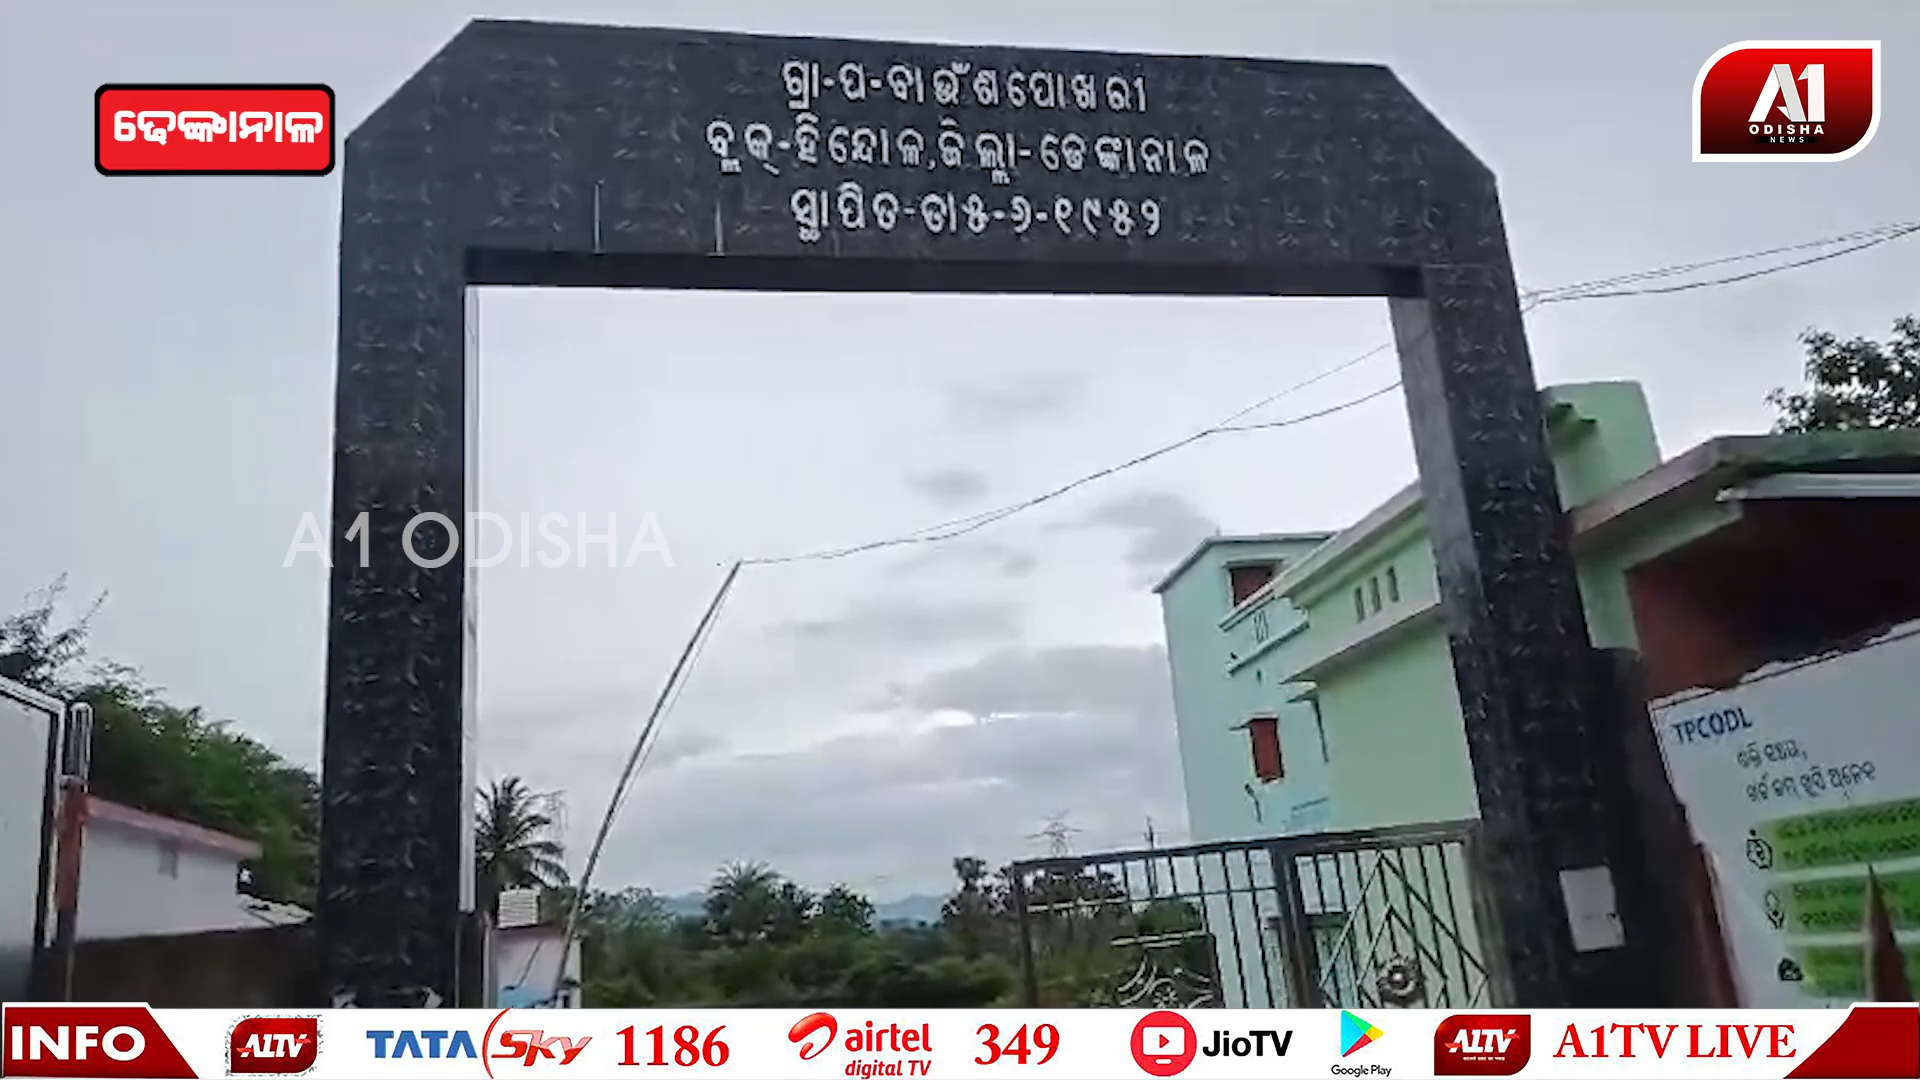 ଗ୍ରା-ପ-ବାଉଁଶପୋଖରୀ
ବ୍ଲକ୍-ହିନ୍ଦୋଳ,ଜିଲ୍ଲା-ଢେଙ୍କାନାଳ
ସ୍ଥାପିତ-ତା୫-୬-୧୯୫୨
ଢେଙ୍କାନାଳ
A1
ODISHA
NEWS
A1 ODISHA
TPCODL
INFO
A1TV
TATA Sky 1186
airtel
digital TV
349
JioTV
Google Play
A1TV
A1TV LIVE